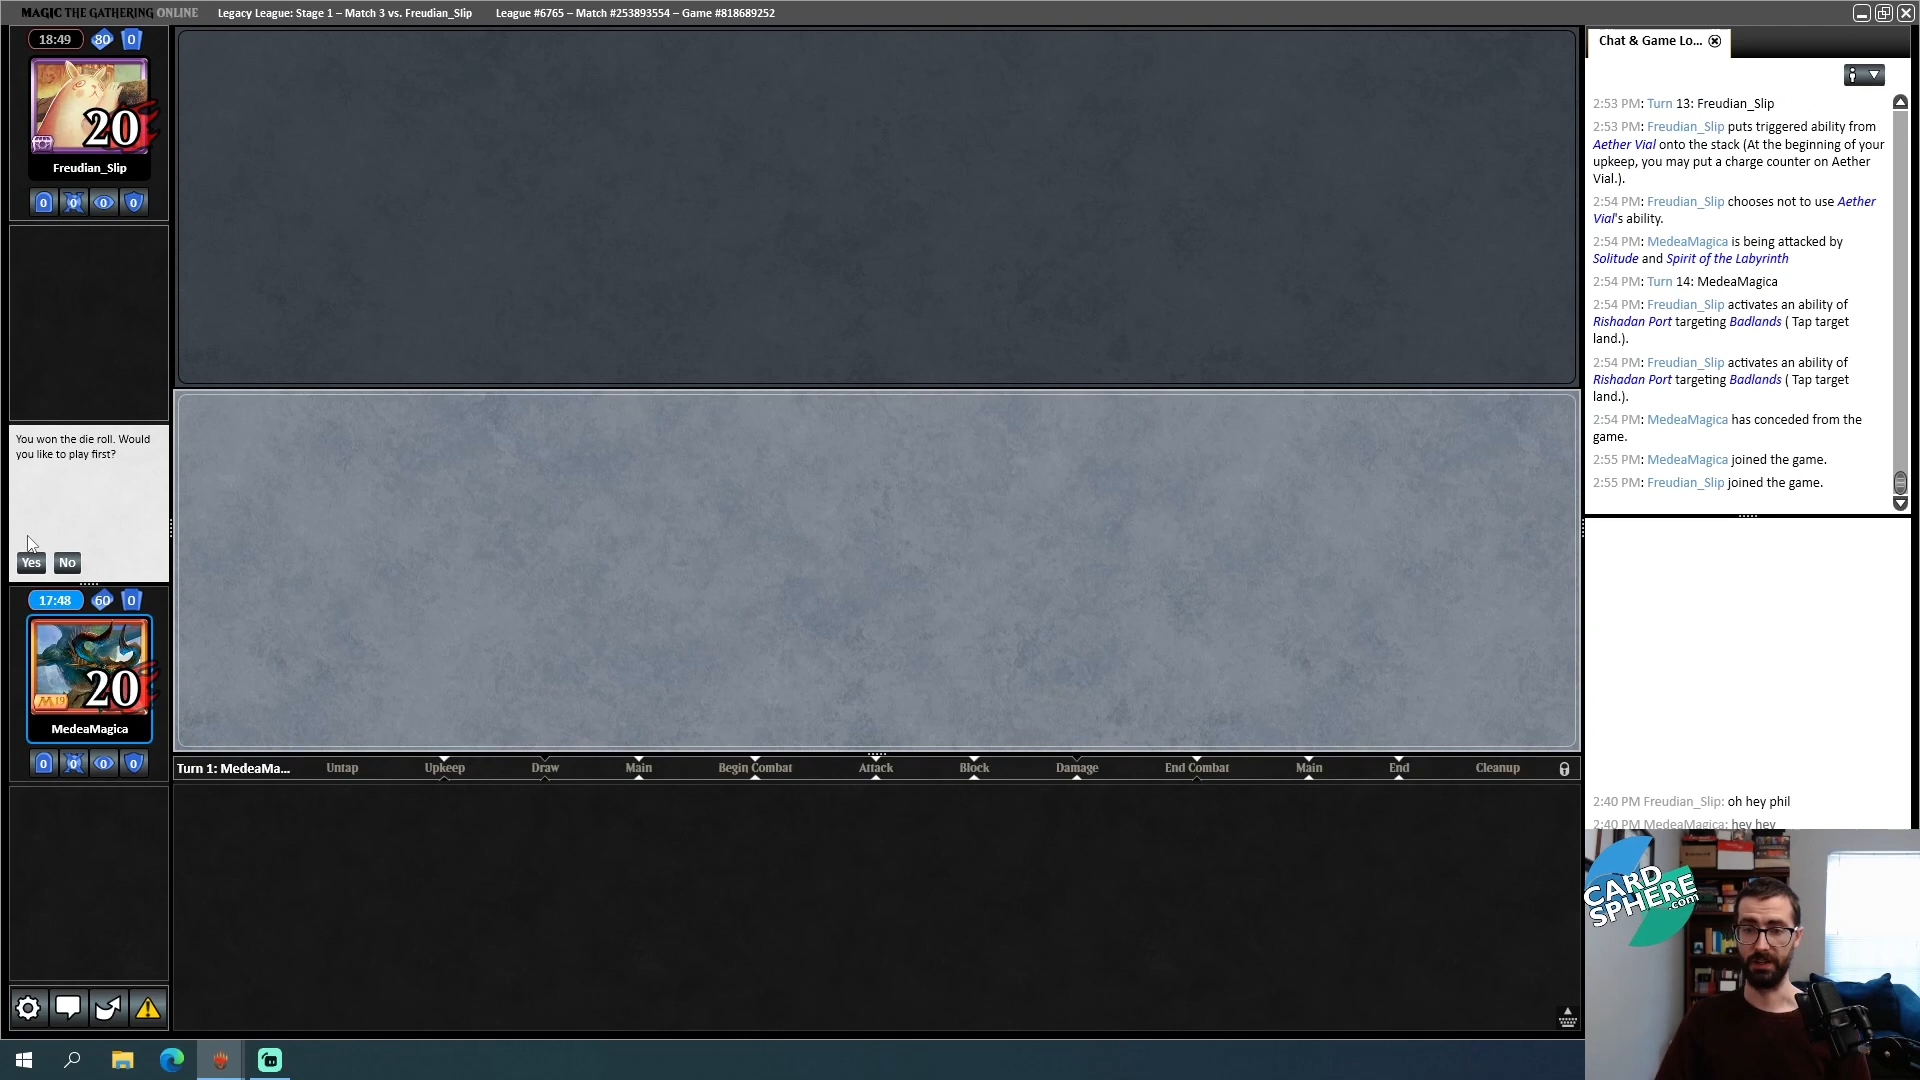 MAGIC THE GATHERING ONLINE Legacy League: Stage 1 – Match 3 vs. Freudian_Slip League #6765 – Match #253893554 – Game #818689252
18:49 80 0
20
Freudian_Slip
0 0 0 0
You won the die roll. Would
you like to play first?
Yes No
17:48 60 0
M19
20
MedeaMagica
0 0 0 0
Turn 1: MedeaMa... Untap Upkeep Draw Main Begin Combat Attack Block Damage End Combat Main End Cleanup
Chat & Game Lo...
2:53 PM: Turn 13: Freudian_Slip
2:53 PM: Freudian_Slip puts triggered ability from
Aether Vial onto the stack (At the beginning of your
upkeep, you may put a charge counter on Aether
Vial.).
2:54 PM: Freudian_Slip chooses not to use Aether
Vial's ability.
2:54 PM: MedeaMagica is being attacked by
Solitude and Spirit of the Labyrinth
2:54 PM: Turn 14: MedeaMagica
2:54 PM: Freudian_Slip activates an ability of
Rishadan Port targeting Badlands ( Tap target
land.).
2:54 PM: Freudian_Slip activates an ability of
Rishadan Port targeting Badlands ( Tap target
land.).
2:54 PM: MedeaMagica has conceded from the
game.
2:55 PM: MedeaMagica joined the game.
2:55 PM: Freudian_Slip joined the game.
2:40 PM Freudian_Slip: oh hey phil
2:40 PM MedeaMagica: hey hey
CARD
SPHERE
.com